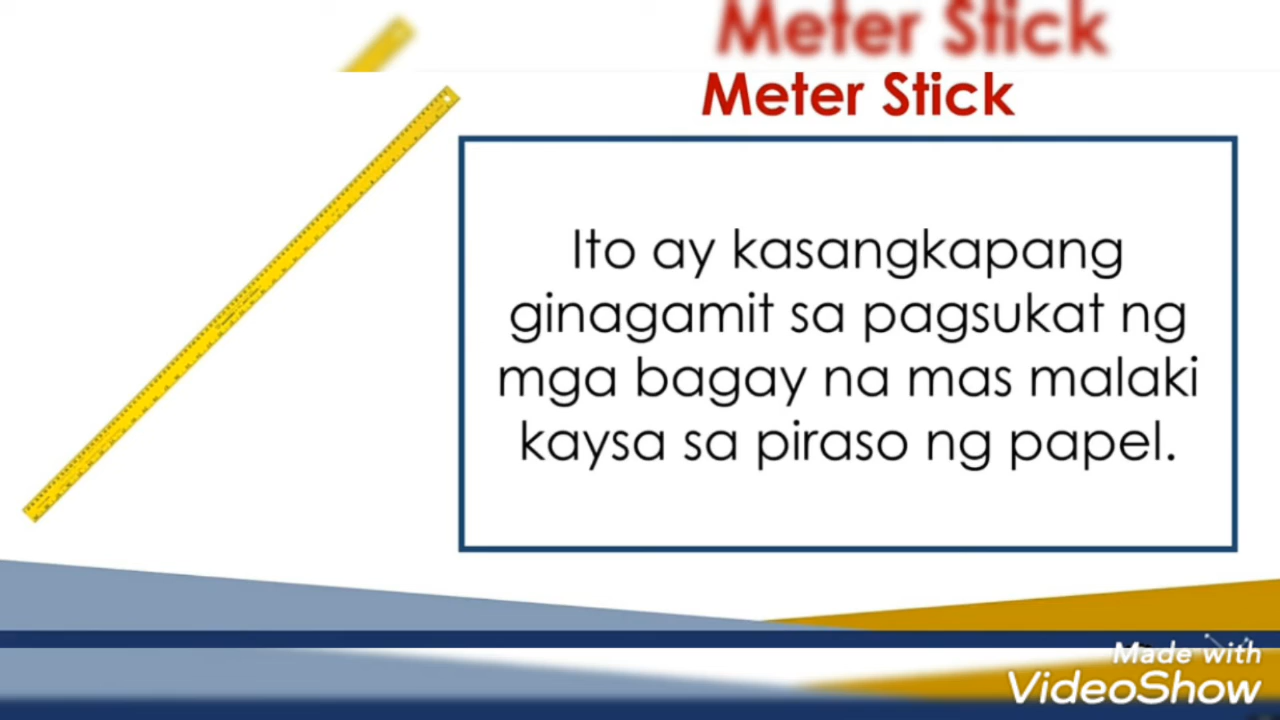 Meter Stick
Meter Stick
Ito ay kasangkapang
ginagamit sa pagsukat ng
mga bagay na mas malaki
kaysa sa piraso ng papel.
Made with
VideoShow